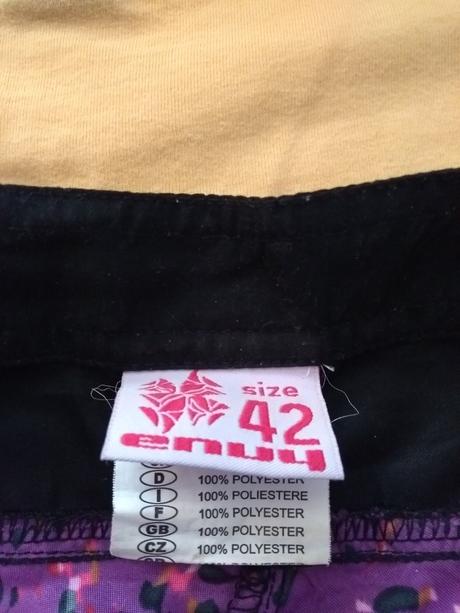 size
42
envy
D 100% POLYESTER
I 100% POLIESTERE
F 100% POLYESTER
GB 100% POLYESTER
CZ 100% POLYESTER